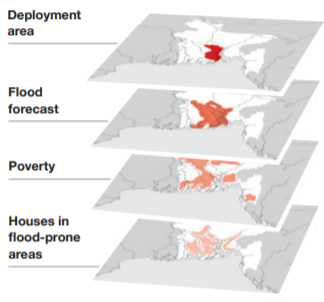 Deployment
area
Flood
forecast
Poverty
Houses in
flood-prone
areas